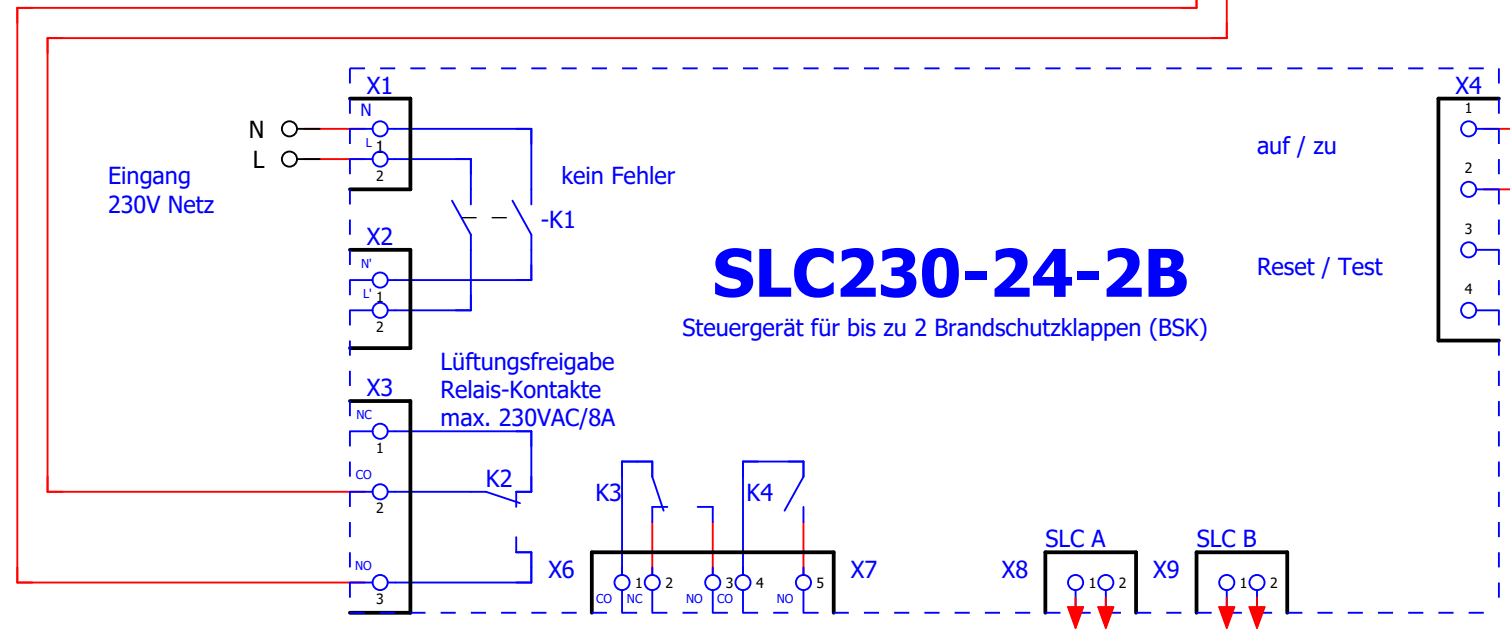 X1
X4
N
1
N
L
1
auf / zu
L
2
2
Eingang
230V Netz
kein Fehler
-K1
3
X2
N'
SLC230-24-2B
Reset / Test
L'
1
4
2
Steuergerät für bis zu 2 Brandschutzklappen (BSK)
Lüftungsfreigabe
Relais-Kontakte
max. 230VAC/8A
X3
NC
1
CO
K2
2
K3
K4
SLC A
SLC B
NO
3
X6
X7
X8
X9
1
2
3
4
5
1
2
1
2
CO
NC
NO
CO
NO